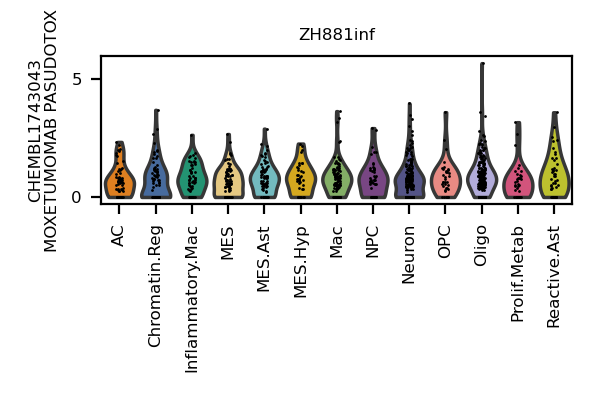 ZH881inf
CHEMBL1743043
MOXETUMOMAB PASUDOTOX
5
0
AC
Chromatin.Reg
Inflammatory.Mac
MES
MES.Ast
MES.Hyp
Mac
NPC
Neuron
OPC
Oligo
Prolif.Metab
Reactive.Ast